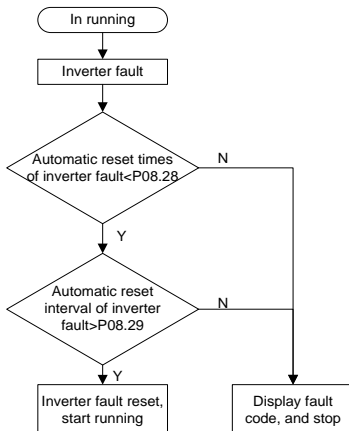 In running
Inverter fault
Automatic reset times
of inverter fault<P08.28
N
Y
Automatic reset
interval of inverter
fault>P08.29
N
Y
Inverter fault reset,
start running
Display fault
code, and stop